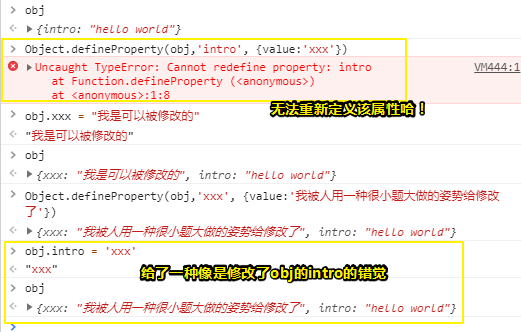 obj
{intro: "hello world"}
Object.defineProperty(obj,'intro', {value:'xxx'})
Uncaught TypeError: Cannot redefine property: intro
at Function.defineProperty (<anonymous>)
at <anonymous>:1:8
VM444:1
无法重新定义该属性哈！
obj.xxx = "我是可以被修改的"
"我是可以被修改的"
obj
{xxx: "我是可以被修改的", intro: "hello world"}
Object.defineProperty(obj,'xxx', {value:'我被人用一种很小题大做的姿势给修改
了'})
{xxx: "我被人用一种很小题大做的姿势给修改了", intro: "hello world"}
obj.intro = 'xxx'
"xxx"
给了一种像是修改了obj的intro的错觉
obj
{xxx: "我被人用一种很小题大做的姿势给修改了", intro: "hello world"}